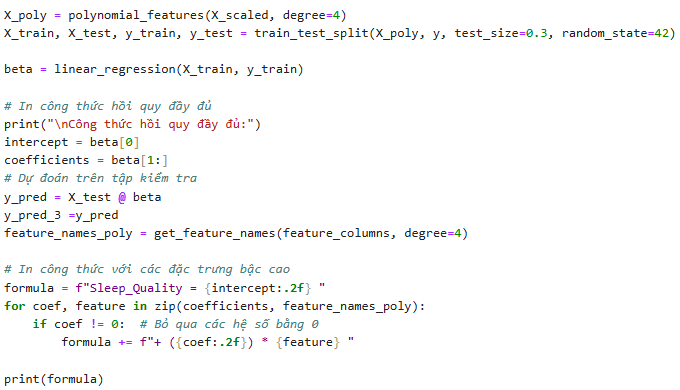 X_poly = polynomial_features(X_scaled, degree=4)
X_train, X_test, y_train, y_test = train_test_split(X_poly, y, test_size=0.3, random_state=42)

beta = linear_regression(X_train, y_train)

# In công thức hồi quy đầy đủ
print("\nCông thức hồi quy đầy đủ:")
intercept = beta[0]
coefficients = beta[1:]
# Dự đoán trên tập kiểm tra
y_pred = X_test @ beta
y_pred_3 =y_pred
feature_names_poly = get_feature_names(feature_columns, degree=4)

# In công thức với các đặc trưng bậc cao
formula = f"Sleep_Quality = {intercept:.2f} "
for coef, feature in zip(coefficients, feature_names_poly):
    if coef != 0:  # Bỏ qua các hệ số bằng 0
        formula += f"+ ({coef:.2f}) * {feature} "

print(formula)